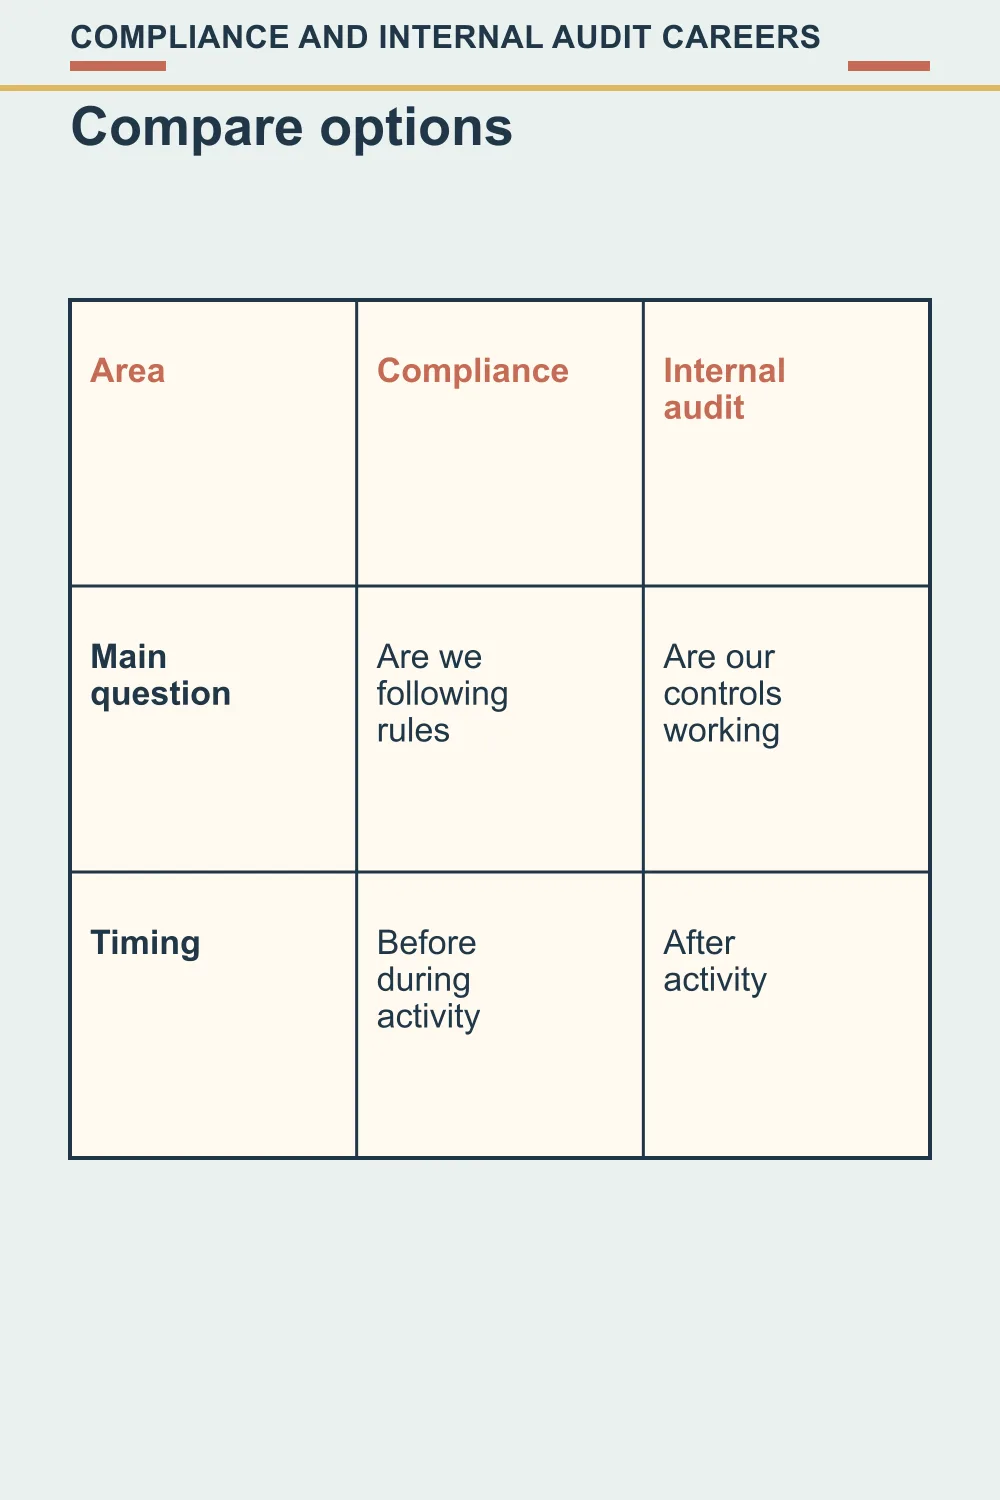 COMPLIANCE AND INTERNAL AUDIT CAREERS
Compare options
Area
Compliance
Internal
audit
Main
question
Are we
following
rules
Are our
controls
working
Timing
Before
during
activity
After
activity